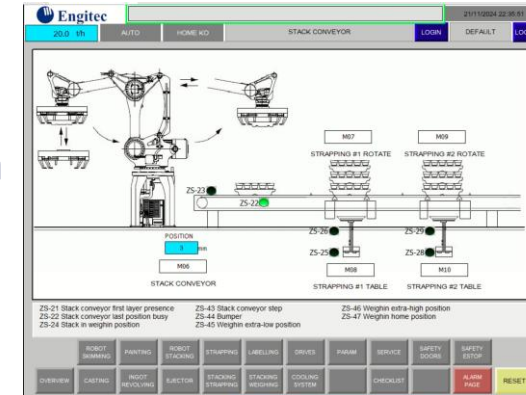 Engitec
21/11/2024 22:35:51
20.0 t/h AUTO HOME KO STACK CONVEYOR LOGIN DEFAULT
M07 M09
STRAPPING #1 ROTATE STRAPPING #2 ROTATE
ZS-23
ZS-22
ZS-26 ZS-29
ZS-25 ZS-28
POSITION
mm
M06 M08 M10
STACK CONVEYOR STRAPPING #1 TABLE STRAPPING #2 TABLE
ZS-21 Stack conveyor first layer presence ZS-43 Stack conveyor step ZS-46 Weighin extra-high position
ZS-22 Stack conveyor last position busy ZS-44 Bumper ZS-47 Weighin home position
ZS-24 Stack in weighin position ZS-45 Weighin extra-low position
ROBOT SKIMMING PAINTING ROBOT STACKING STRAPPING LABELLING DRIVES PARAM SERVICE SAFETY DOORS SAFETY ESTOP
OVERVIEW CASTING INGOT REVOLVING EJECTOR STACKING STRAPPING STACKING WEIGHING COOLING SYSTEM CHECKLIST ALARM PAGE RESET